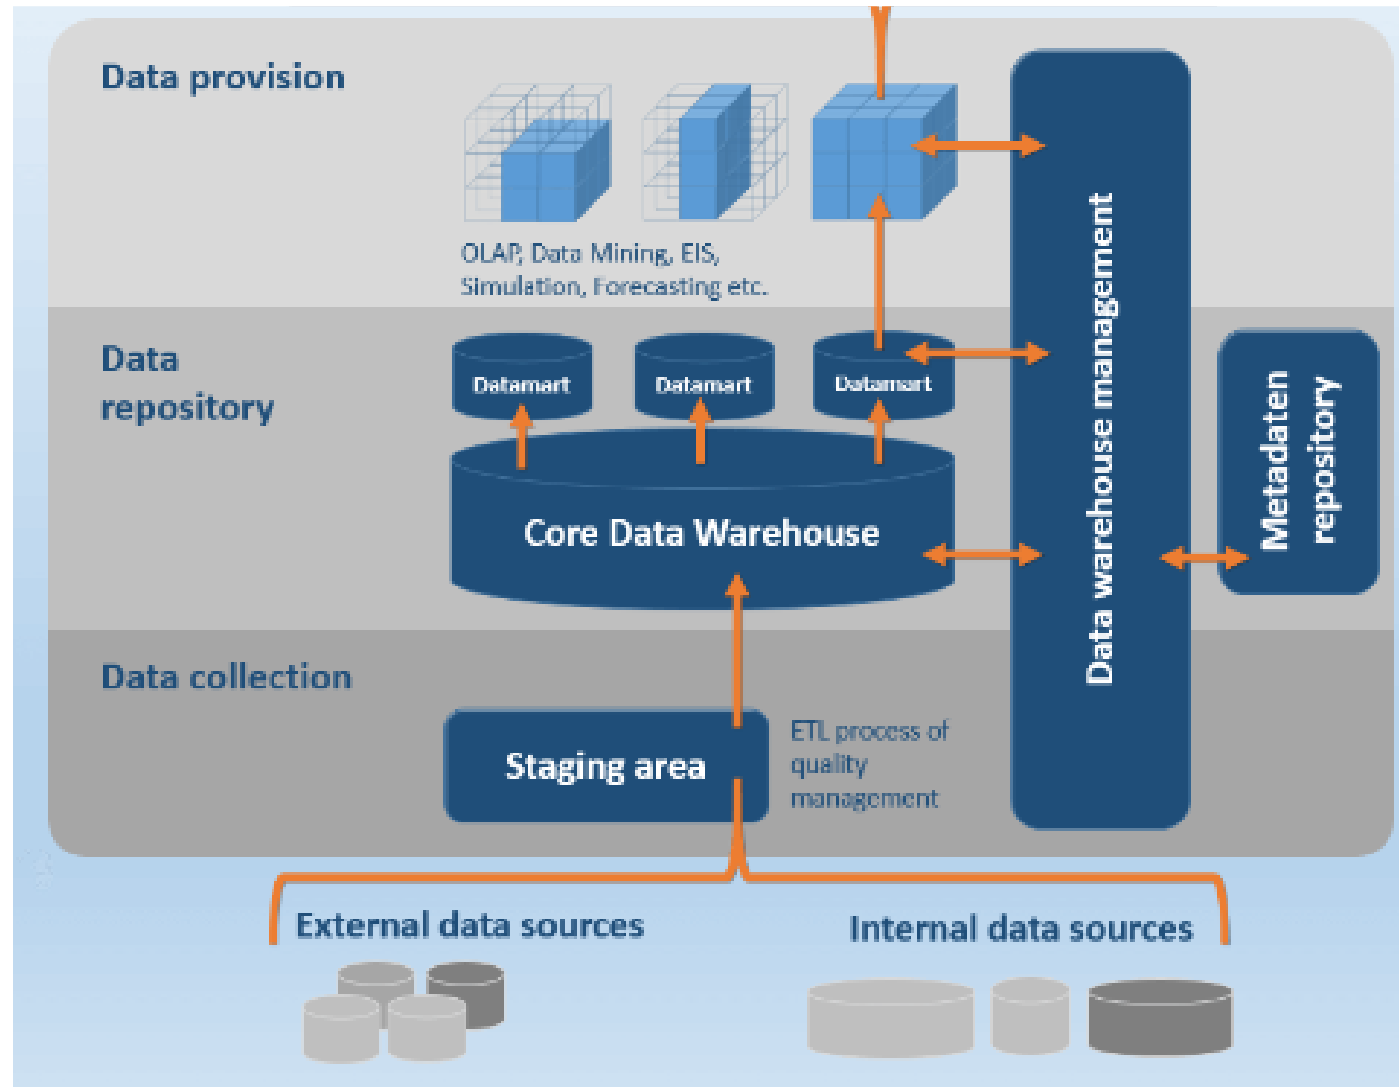 Data provision
OLAP, Data Mining, EIS,
Simulation, Forecasting etc.
Data
repository
Datamart
Datamart
Datamart
Core Data Warehouse
Data warehouse management
Metadaten
repository
Data collection
Staging area
ETL process of
quality
management
External data sources
Internal data sources